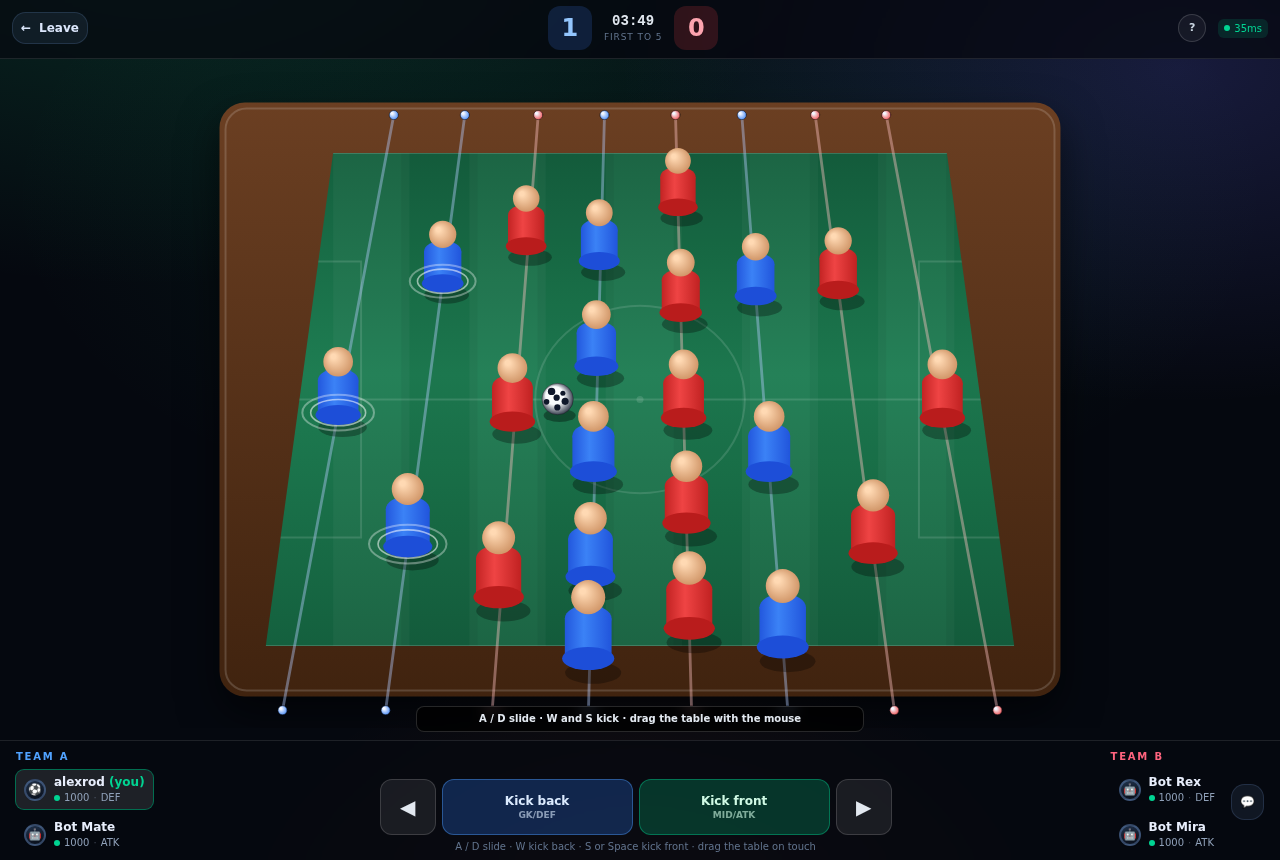 ← Leave
1
03:49
FIRST TO 5
0
?
35ms
A / D slide · W and S kick · drag the table with the mouse
TEAM A
alexrod (you)
1000 · DEF
Bot Mate
1000 · ATK
◀
Kick back
GK/DEF
Kick front
MID/ATK
▶
A / D slide · W kick back · S or Space kick front · drag the table on touch
TEAM B
Bot Rex
1000 · DEF
Bot Mira
1000 · ATK